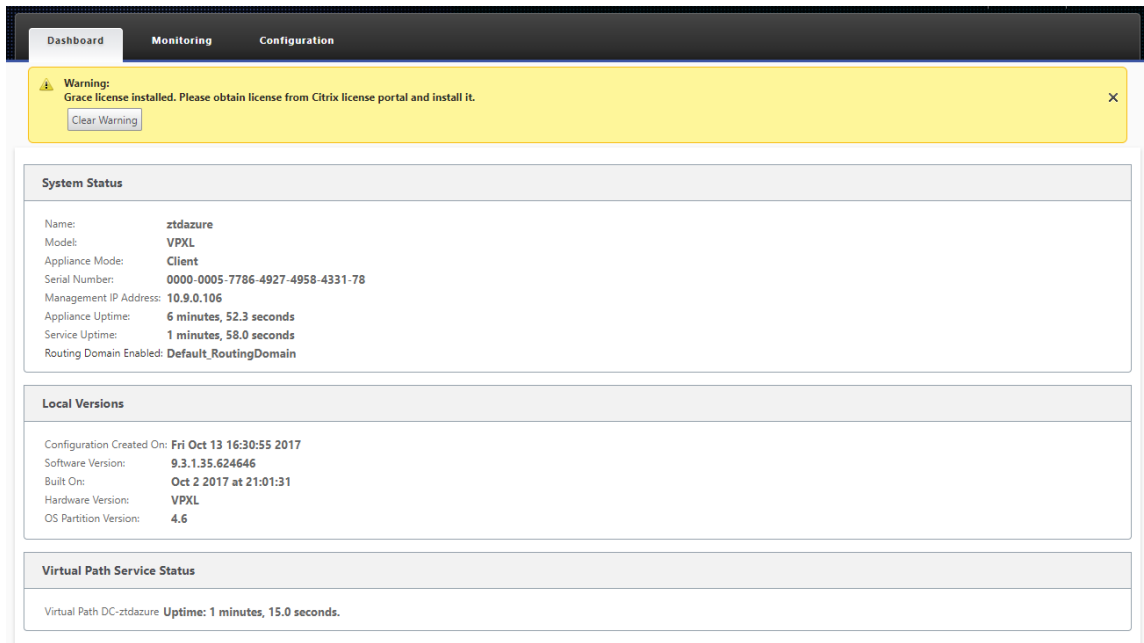 Dashboard Monitoring Configuration
Warning:
Grace license installed. Please obtain license from Citrix license portal and install it.
Clear Warning
System Status
Name: ztdazure
Model: VPXL
Appliance Mode: Client
Serial Number: 0000-0005-7786-4927-4958-4331-78
Management IP Address: 10.9.0.106
Appliance Uptime: 6 minutes, 52.3 seconds
Service Uptime: 1 minutes, 58.0 seconds
Routing Domain Enabled: Default_RoutingDomain
Local Versions
Configuration Created On: Fri Oct 13 16:30:55 2017
Software Version: 9.3.1.35.624646
Built On: Oct 2 2017 at 21:01:31
Hardware Version: VPXL
OS Partition Version: 4.6
Virtual Path Service Status
Virtual Path DC-ztdazure Uptime: 1 minutes, 15.0 seconds.